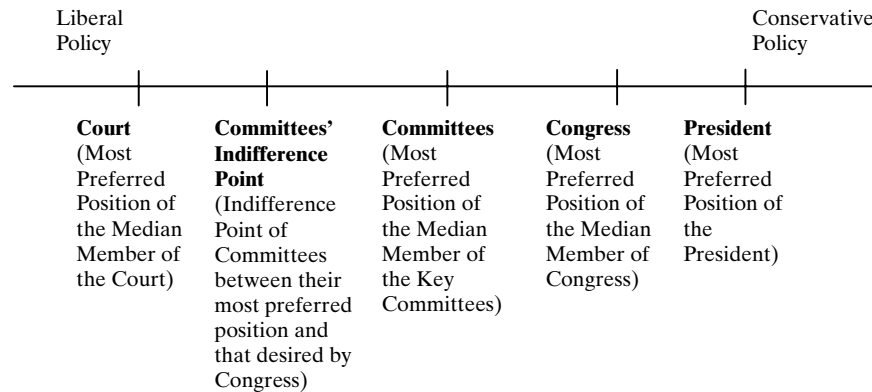 Liberal
Policy
Conservative
Policy
Court
(Most
Preferred
Position of
the Median
Member of
the Court)
Committees’
Indifference
Point
(Indifference
Point of
Committees
between their
most preferred
position and
that desired by
Congress)
Committees
(Most
Preferred
Position of
the Median
Member of
the Key
Committees)
Congress
(Most
Preferred
Position of
the Median
Member of
Congress)
President
(Most
Preferred
Position of
the
President)